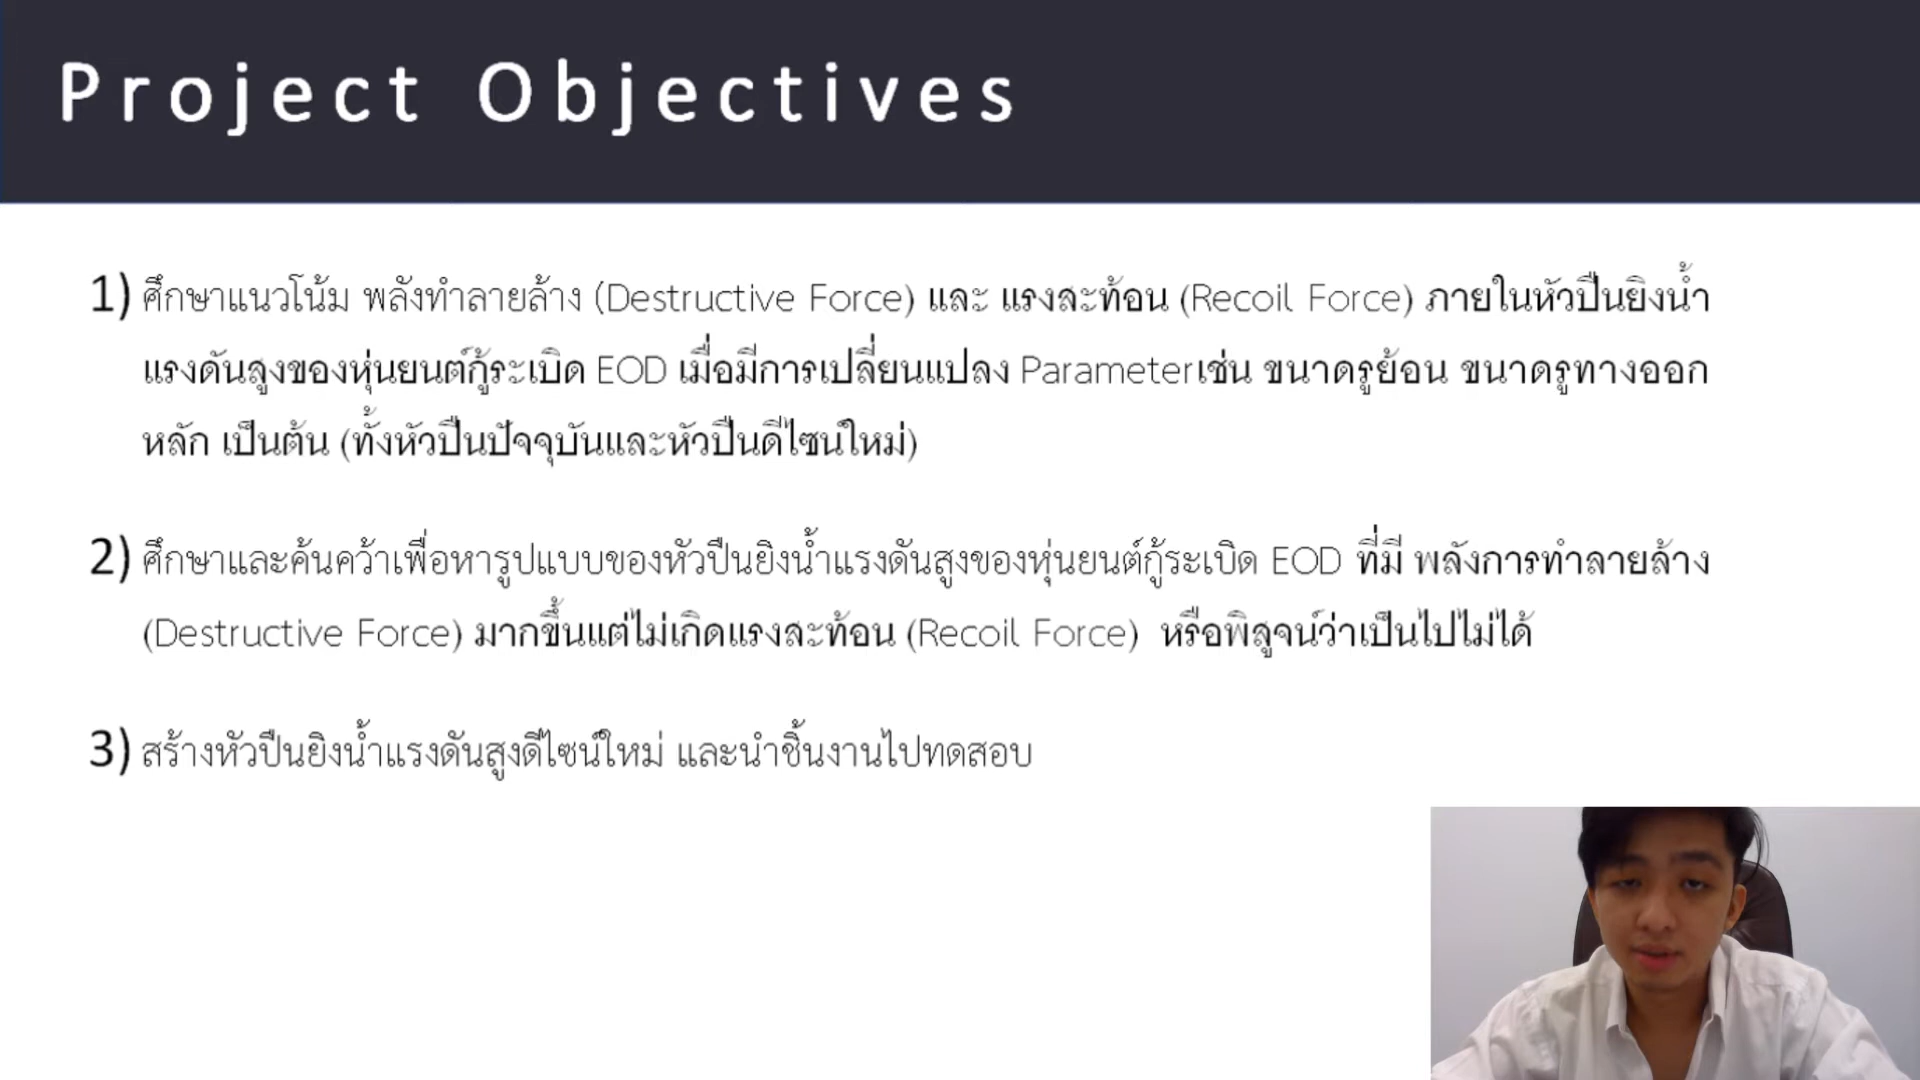 Project Objectives
1) ศึกษาแนวโน้ม พลังทำลายล้าง (Destructive Force) และ แรงสะท้อน (Recoil Force) ภายในหัวปืนยิงน้ำ
แรงดันสูงของหุ่นยนต์กู้ระเบิด EOD เมื่อมีการเปลี่ยนแปลง Parameterเช่น ขนาดรูย้อน ขนาดรูทางออก
หลัก เป็นต้น (ทั้งหัวปืนปัจจุบันและหัวปืนดีไซน์ใหม่)
2) ศึกษาและค้นคว้าเพื่อหารูปแบบของหัวปืนยิงน้ำแรงดันสูงของหุ่นยนต์กู้ระเบิด EOD ที่มี พลังการทำลายล้าง
(Destructive Force) มากขึ้นแต่ไม่เกิดแรงสะท้อน (Recoil Force) หรือพิสูจน์ว่าเป็นไปไม่ได้
3) สร้างหัวปืนยิงน้ำแรงดันสูงดีไซน์ใหม่ และนำชิ้นงานไปทดสอบ